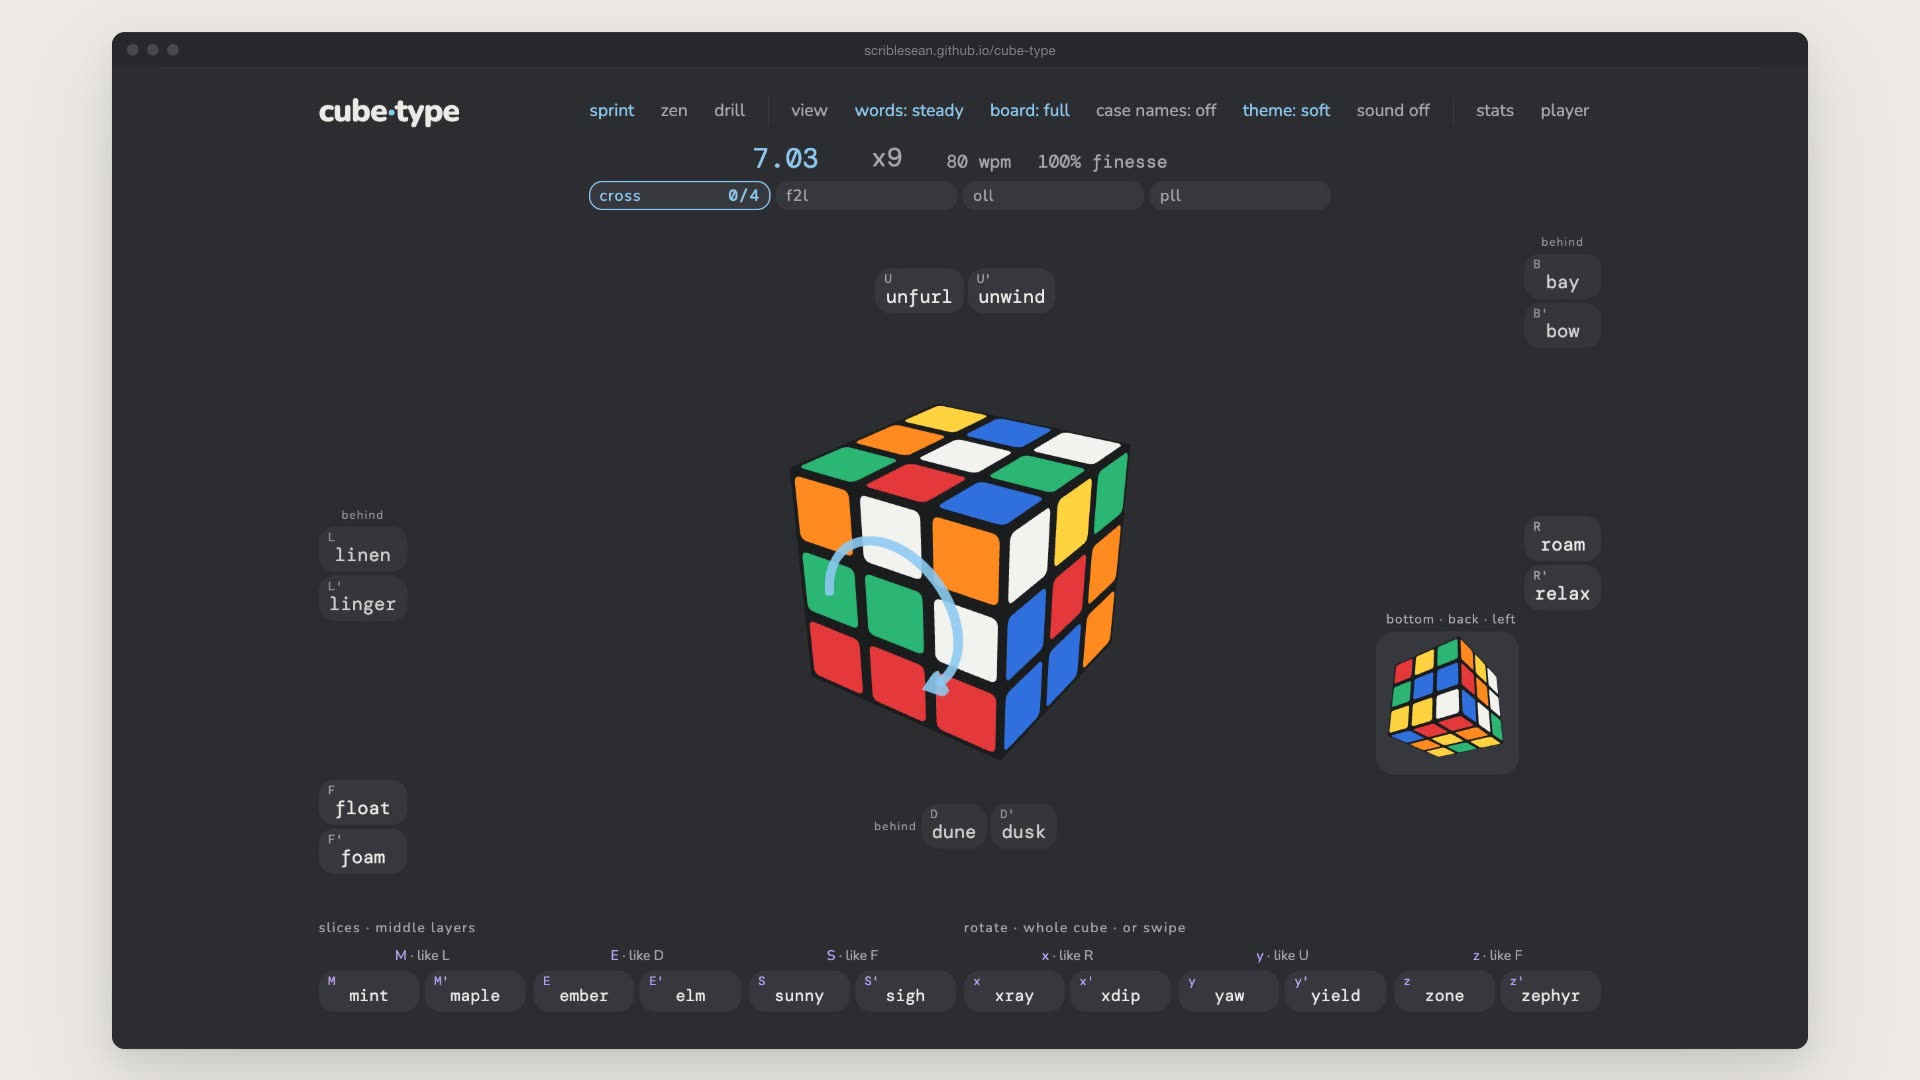 scriblesean.github.io/cube-type
cube·type
sprint zen drill view words: steady board: full case names: off theme: soft sound off stats player
7.03 x9 80 wpm 100% finesse
cross 0/4 f2l oll pll
behind
B
bay
B'
bow
U
unfurl
U'
unwind
behind
L
linen
L'
linger
R
roam
R'
relax
bottom · back · left
F
float
F'
foam
behind
D
dune
D'
dusk
slices · middle layers
rotate · whole cube · or swipe
M · like L
E · like D
S · like F
x · like R
y · like U
z · like F
M
mint
M'
maple
E
ember
E'
elm
S
sunny
S'
sigh
x
xray
x'
xdip
y
yaw
y'
yield
z
zone
z'
zephyr